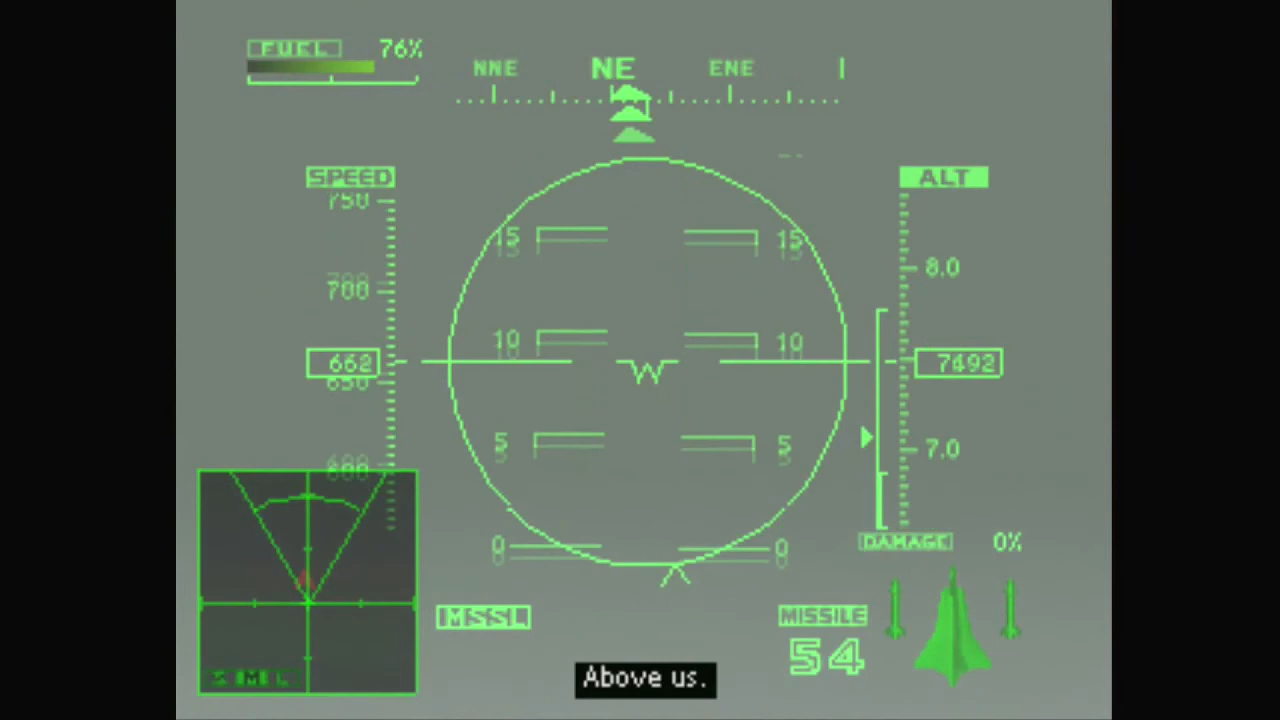 FUEL 76%
NNE NE ENE
SPEED ALT
750
15 15
8.0
700
10 10
662 7492
650
5 5
7.0
600
0 0
DAMAGE 0%
MSSL
MISSILE
54
Above us.